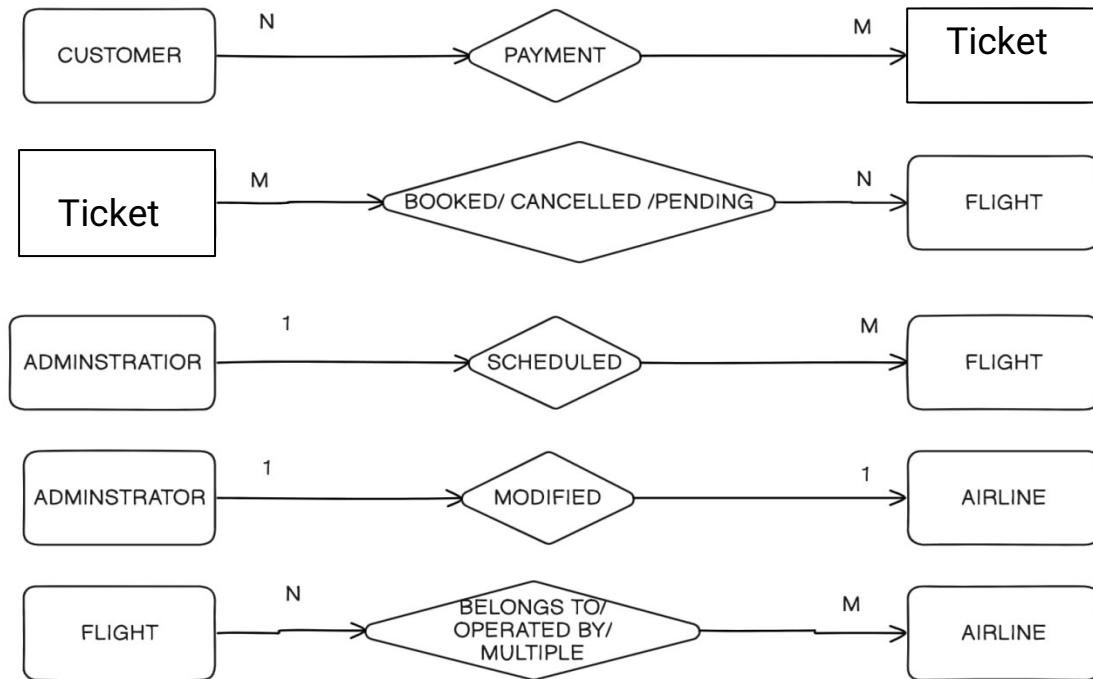 N
M
CUSTOMER
PAYMENT
Ticket
M
N
Ticket
BOOKED/ CANCELLED /PENDING
FLIGHT
1
M
ADMINSTRATIOR
SCHEDULED
FLIGHT
1
1
ADMINSTRATOR
MODIFIED
AIRLINE
N
M
FLIGHT
BELONGS TO/
OPERATED BY/
MULTIPLE
AIRLINE